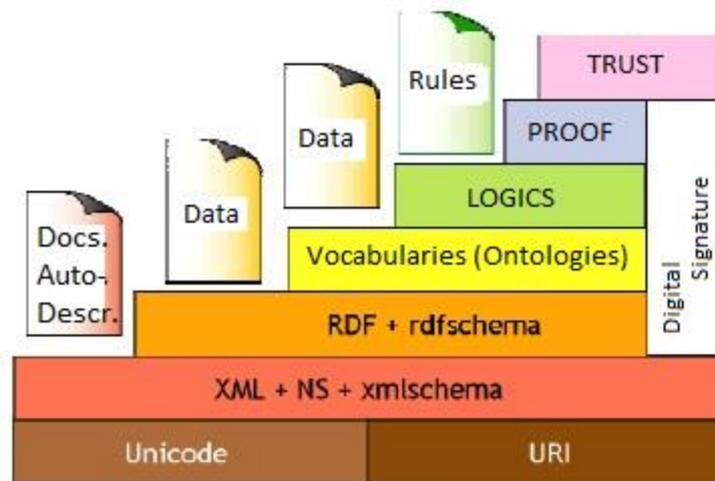 TRUST
Rules
PROOF
Data
LOGICS
Data
Docs.
Auto-.
Descr.
Vocabularies (Ontologies)
Digital
Signature
RDF + rdfschema
XML + NS + xmlschema
Unicode
URI